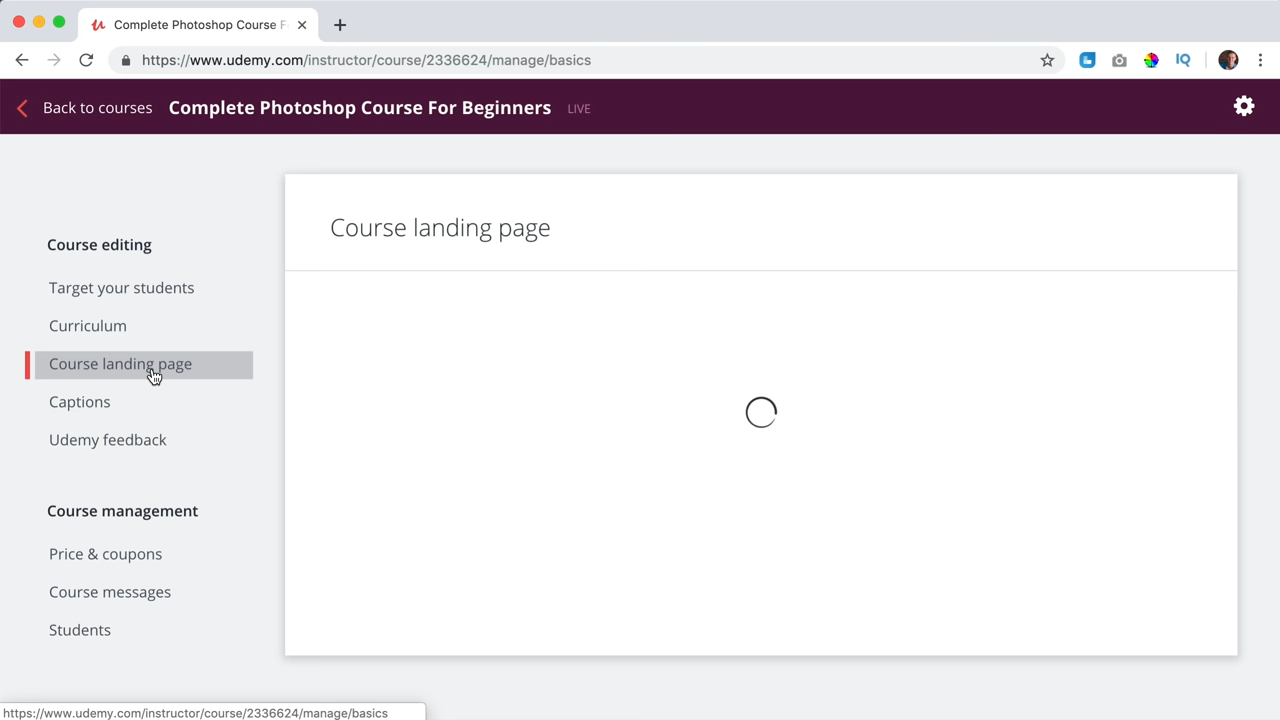 Complete Photoshop Course F
https://www.udemy.com/instructor/course/2336624/manage/basics
IQ
Back to courses Complete Photoshop Course For Beginners LIVE
Course landing page
Course editing
Target your students
Curriculum
Course landing page
Captions
Udemy feedback
Course management
Price & coupons
Course messages
Students
https://www.udemy.com/instructor/course/2336624/manage/basics